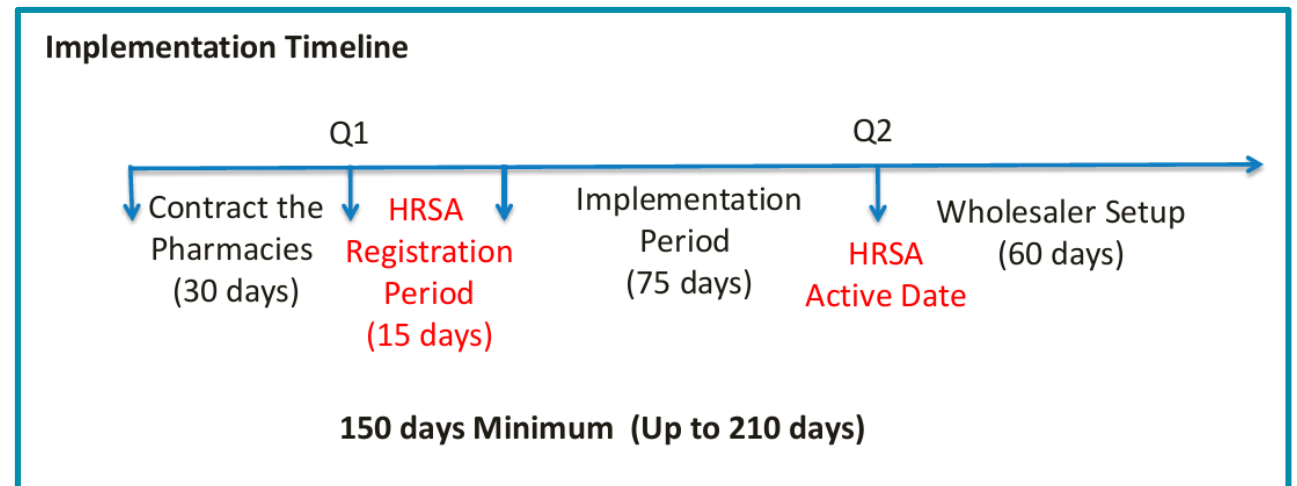 Implementation Timeline
Q1
Q2
Contract the
Pharmacies
(30 days)
HRSA
Registration
Period
(15 days)
Implementation
Period
(75 days)
HRSA
Active Date
Wholesaler Setup
(60 days)
150 days Minimum  (Up to 210 days)